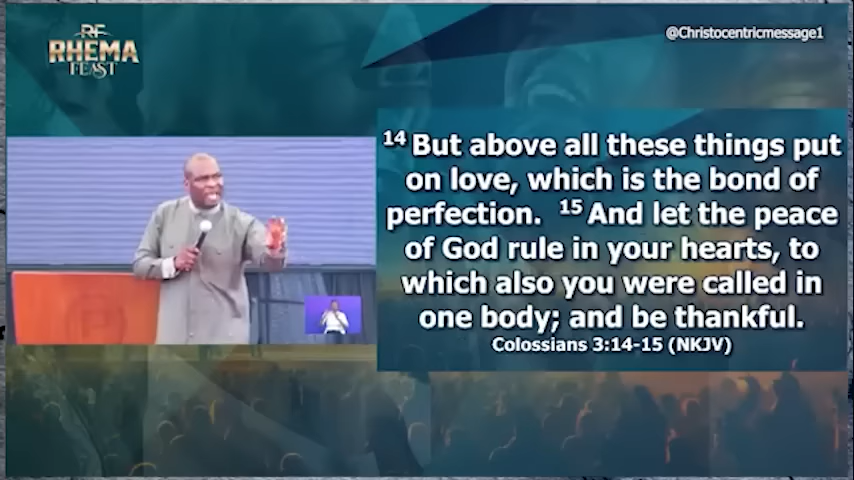 RF
RHEMA
FEAST
@Christocentricmessage1
14 But above all these things put
on love, which is the bond of
perfection. 15 And let the peace
of God rule in your hearts, to
which also you were called in
one body; and be thankful.
Colossians 3:14-15 (NKJV)